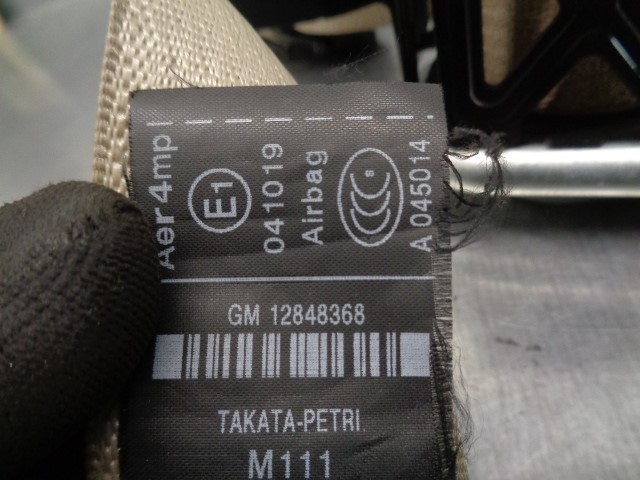 Aer4mp
E1
041019
Airbag
S
A 045014
GM 12848368
TAKATA-PETRI
M111